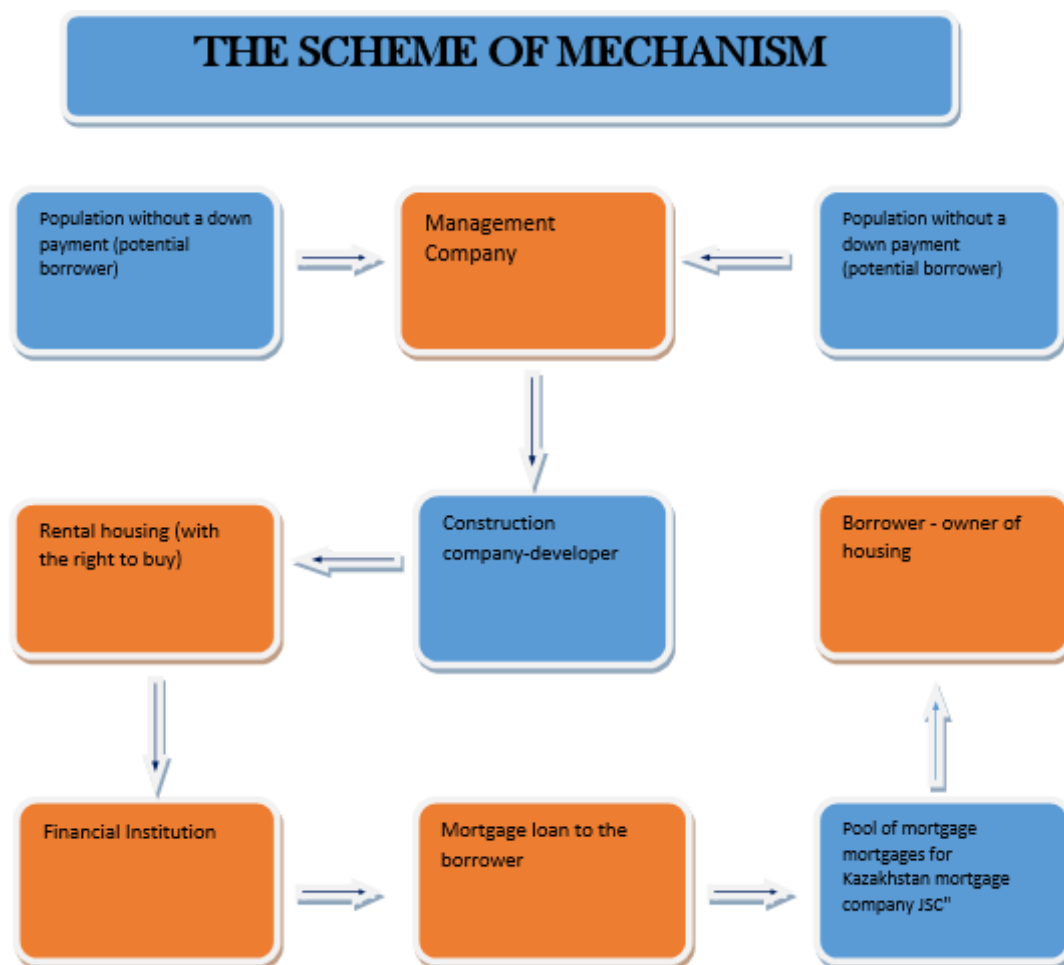 THE SCHEME OF MECHANISM
Population without a down
payment (potential
borrower)
Management
Company
Population without a
down payment
(potential borrower)
Rental housing (with
the right to buy)
Construction
company-developer
Borrower - owner of
housing
Financial Institution
Mortgage loan to the
borrower
Pool of mortgage
mortgages for
Kazakhstan mortgage
company JSC"